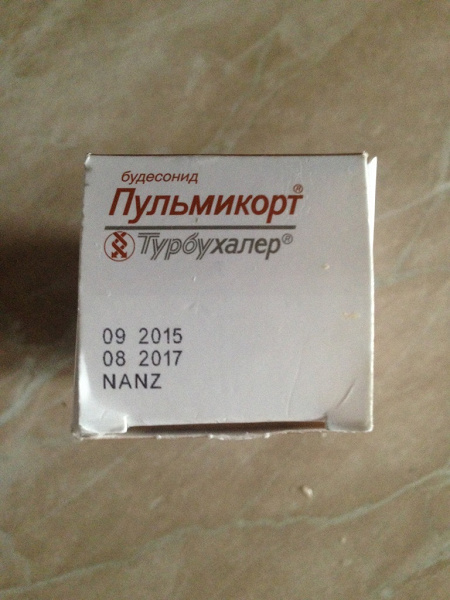 будесонид
Пульмикорт®
Турбухалер®
09 2015
08 2017
NANZ